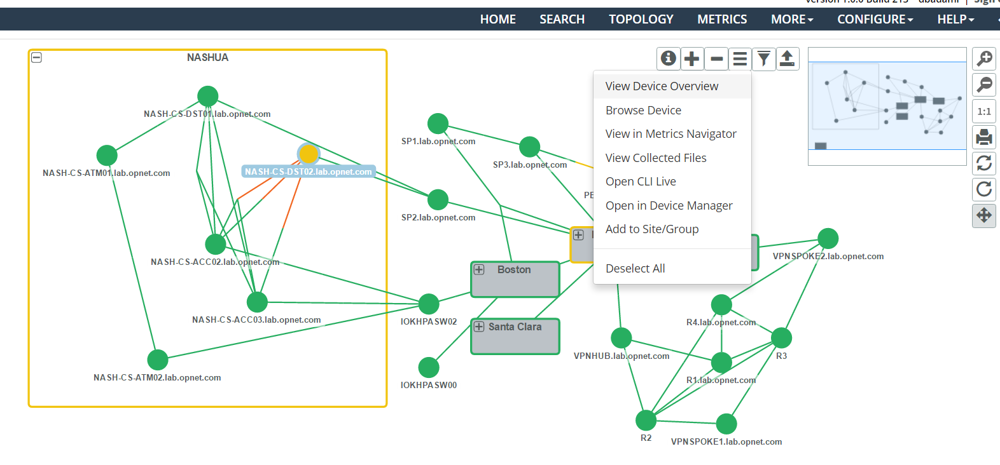 HOME SEARCH TOPOLOGY METRICS MORE CONFIGURE HELP
NASHUA
1:1
View Device Overview
Browse Device
View in Metrics Navigator
View Collected Files
Open CLI Live
Open in Device Manager
Add to Site/Group
Deselect All
NASH-CS-DST01.lab.opnet.com
NASH-CS-ATM01.lab.opnet.com
NASH-CS-DST02.lab.opnet.com
NASH-CS-ACC02.lab.opnet.com
NASH-CS-ACC03.lab.opnet.com
NASH-CS-ATM02.lab.opnet.com
SP1.lab.opnet.com
SP3.lab.opnet.com
SP2.lab.opnet.com
Boston
Santa Clara
IOKHPASW02
IOKHPASW00
VPNSPOKE2.lab.opnet.com
R4.lab.opnet.com
VPNHUB.lab.opnet.com
R3
R1.lab.opnet.com
R2
VPNSPOKE1.lab.opnet.com